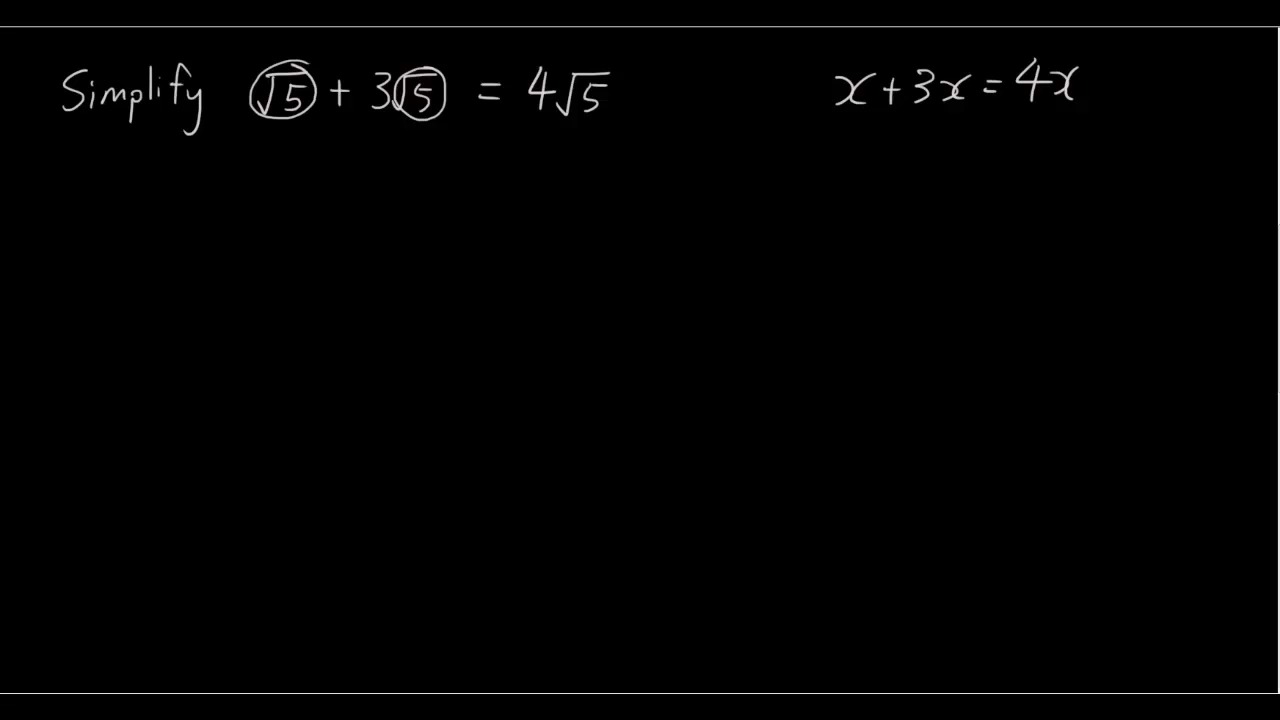 Simplify √5 + 3√5 = 4√5 x + 3x = 4x